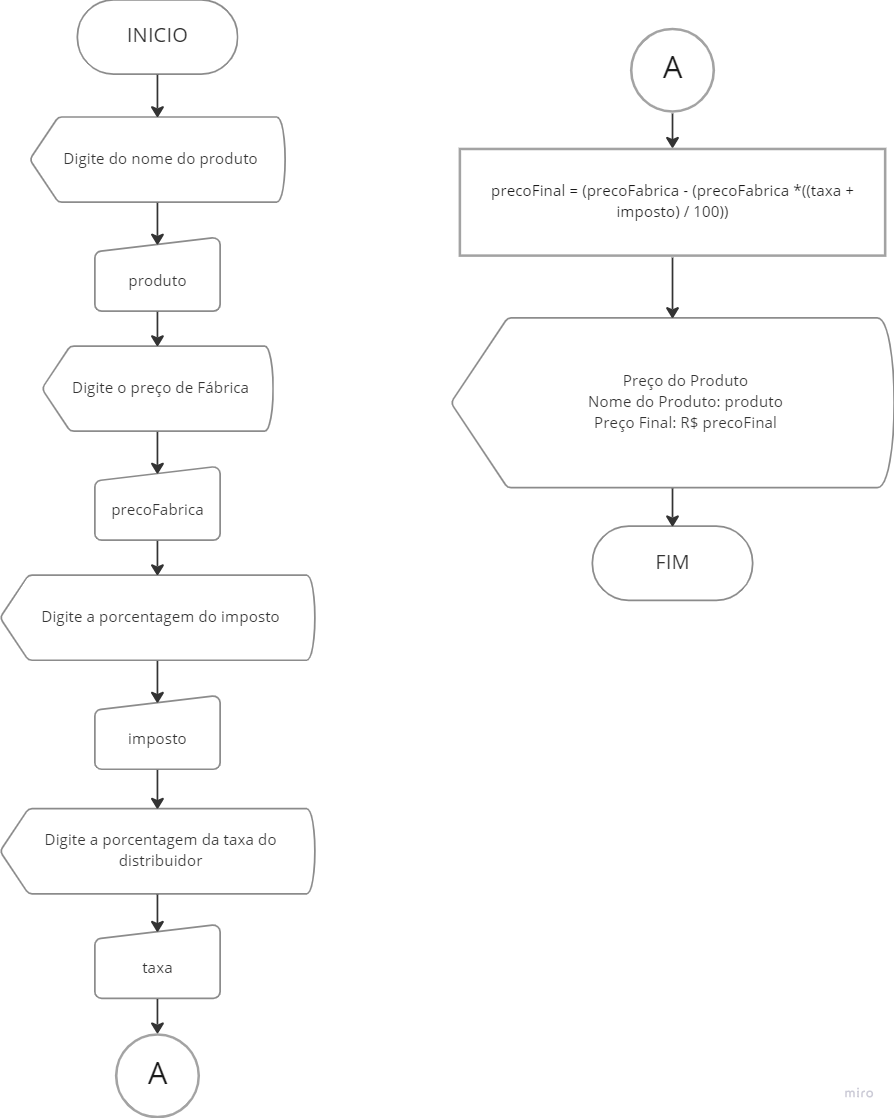 INICIO
Digite do nome do produto
produto
Digite o preço de Fábrica
precoFabrica
Digite a porcentagem do imposto
imposto
Digite a porcentagem da taxa do
distribuidor
taxa
A
A
precoFinal = (precoFabrica - (precoFabrica *((taxa +
imposto) / 100))
Preço do Produto
Nome do Produto: produto
Preço Final: R$ precoFinal
FIM
miro